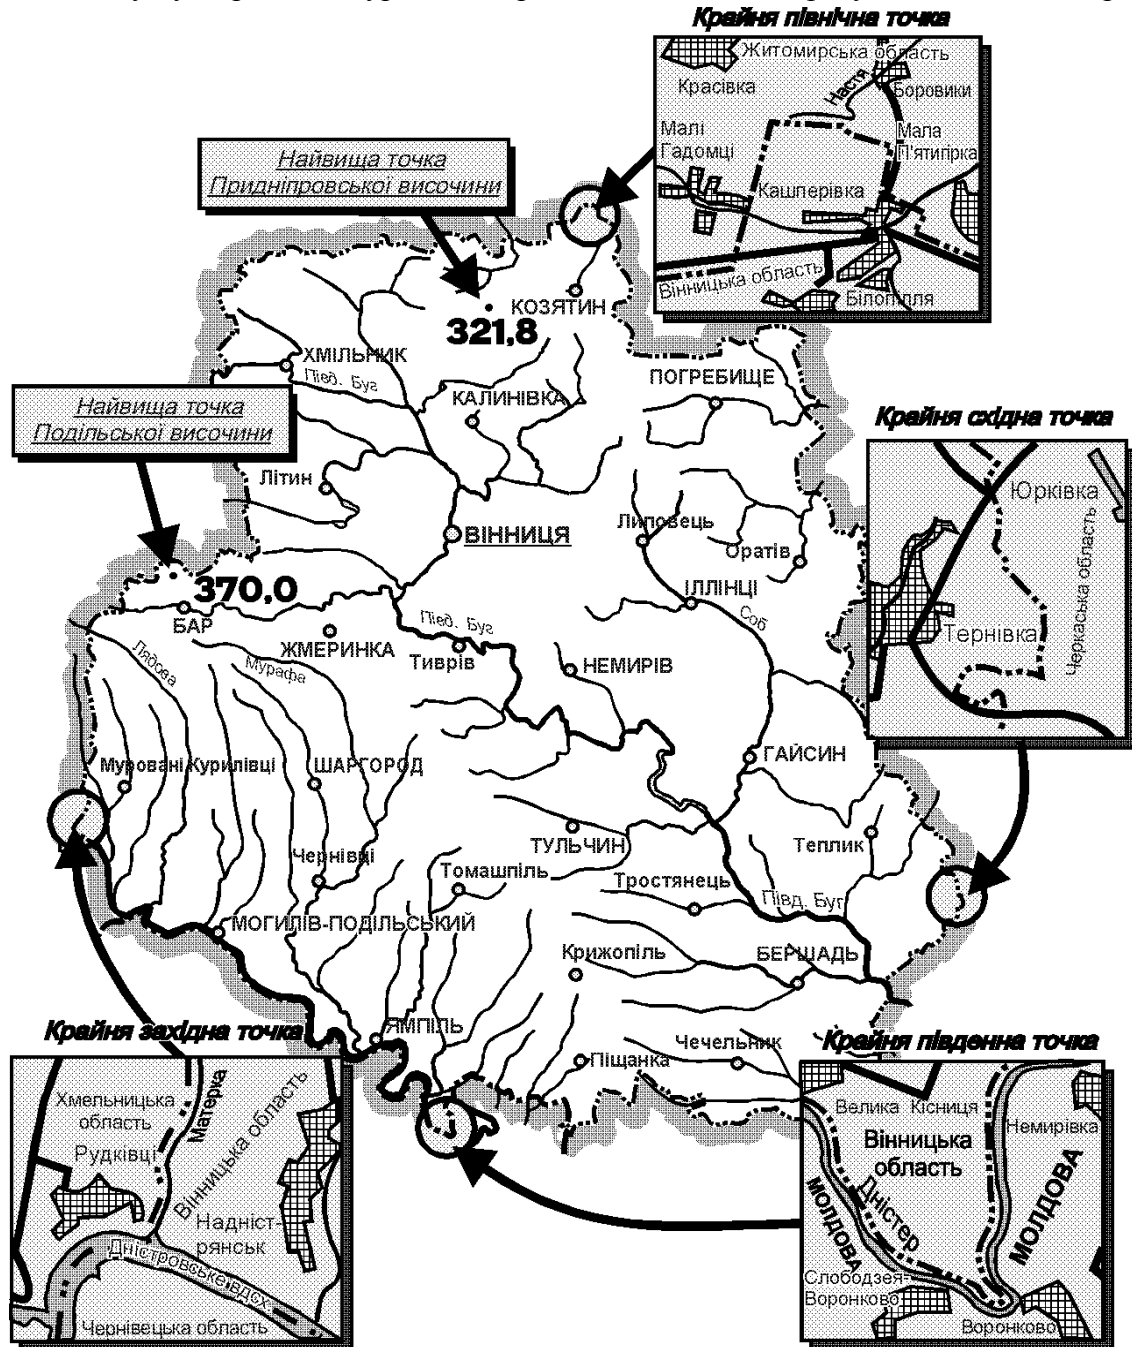 Крайня північна точка
Житомирська область
Красівка
Настя
Боровики
Малі
Гадомці
Мала
П'ятигірка
Кашперівка
Вінницька область
Білопілля
Найвища точка
Придніпровської височини
КОЗЯТИН
321,8
ХМІЛЬНИК
Півд. Буг
ПОГРЕБИЩЕ
КАЛИНІВКА
Найвища точка
Подільської височини
Крайня східна точка
Юрківка
Черкаська область
Тернівка
Літин
ВІННИЦЯ
Липовець
Оратів
370,0
ІЛЛІНЦІ
БАР
Півд. Буг
Соб
ЖМЕРИНКА
Тиврів
НЕМИРІВ
Лядова
Мурафа
ГАЙСИН
Муровані Курилівці
ШАРГОРОД
ТУЛЬЧИН
Теплик
Чернівці
Томашпіль
Тростянець
Півд. Буг
МОГИЛІВ-ПОДІЛЬСЬКИЙ
Крижопіль
БЕРШАДЬ
ЯМПІЛЬ
Піщанка
Чечельник
Крайня західна точка
Хмельницька
область
Матерка
Вінницька область
Рудківці
Надніст-
рянськ
Дністровське вдсх.
Чернівецька область
Крайня південна точка
Велика Кісниця
Немирівка
Вінницька
область
МОЛДОВА
Дністер
МОЛДОВА
Слободзея-
Воронково
Воронково